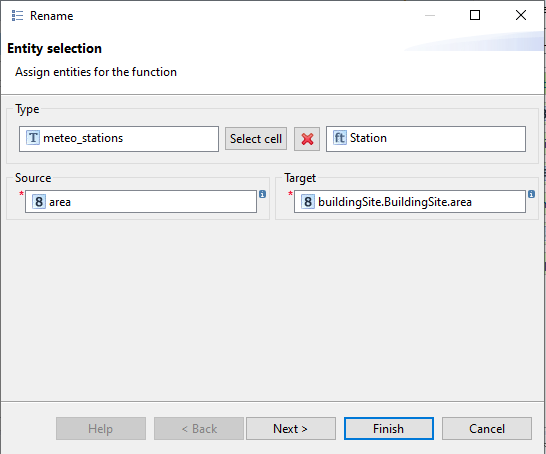 Rename
Entity selection
Assign entities for the function
Type
T meteo_stations
Select cell
ft Station
Source
Target
* 8 area
* 8 buildingSite.BuildingSite.area
Help
< Back
Next >
Finish
Cancel